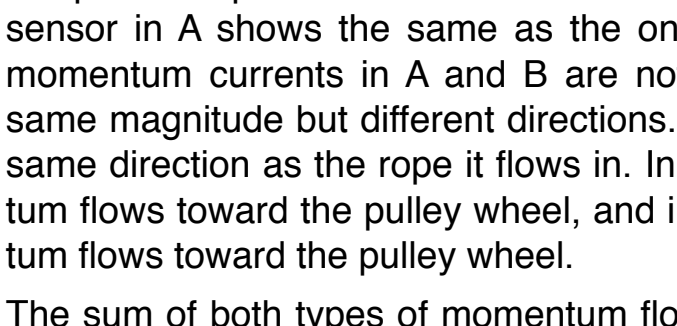 sensor in A shows the same as the on
momentum currents in A and B are no
same magnitude but different directions.
same direction as the rope it flows in. In
tum flows toward the pulley wheel, and i
tum flows toward the pulley wheel.
The sum of both types of momentum flo